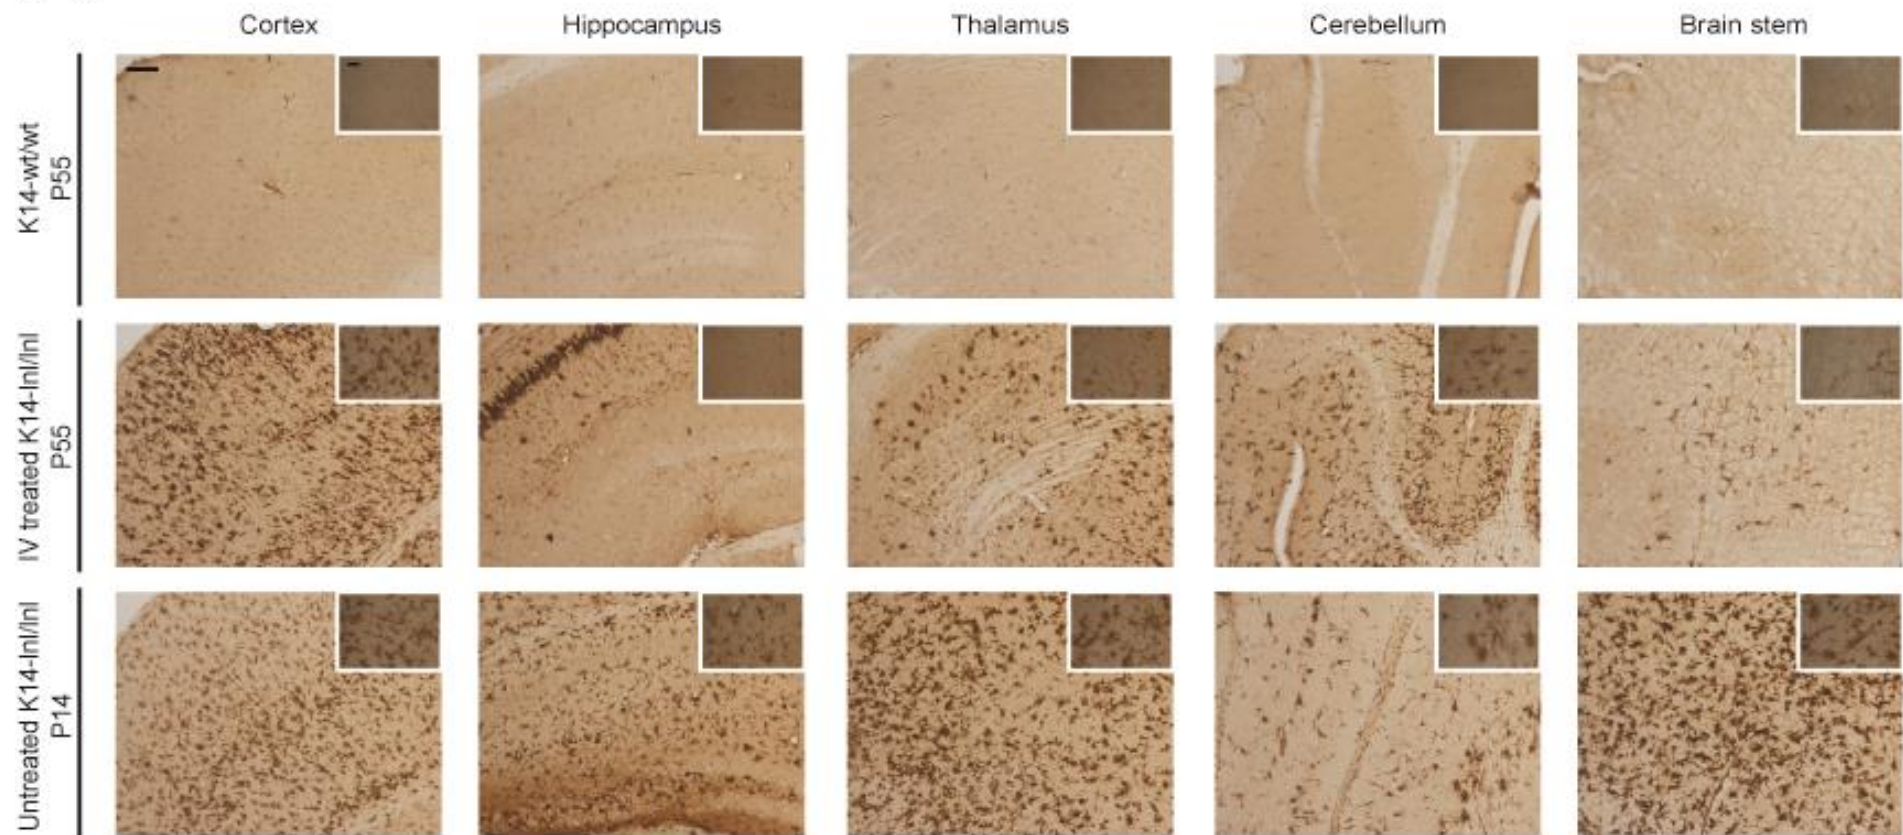 Cortex
Hippocampus
Thalamus
Cerebellum
Brain stem
K14-wt/wt
P55
IV treated K14-lnl/lnl
P55
Untreated K14-lnl/lnl
P14